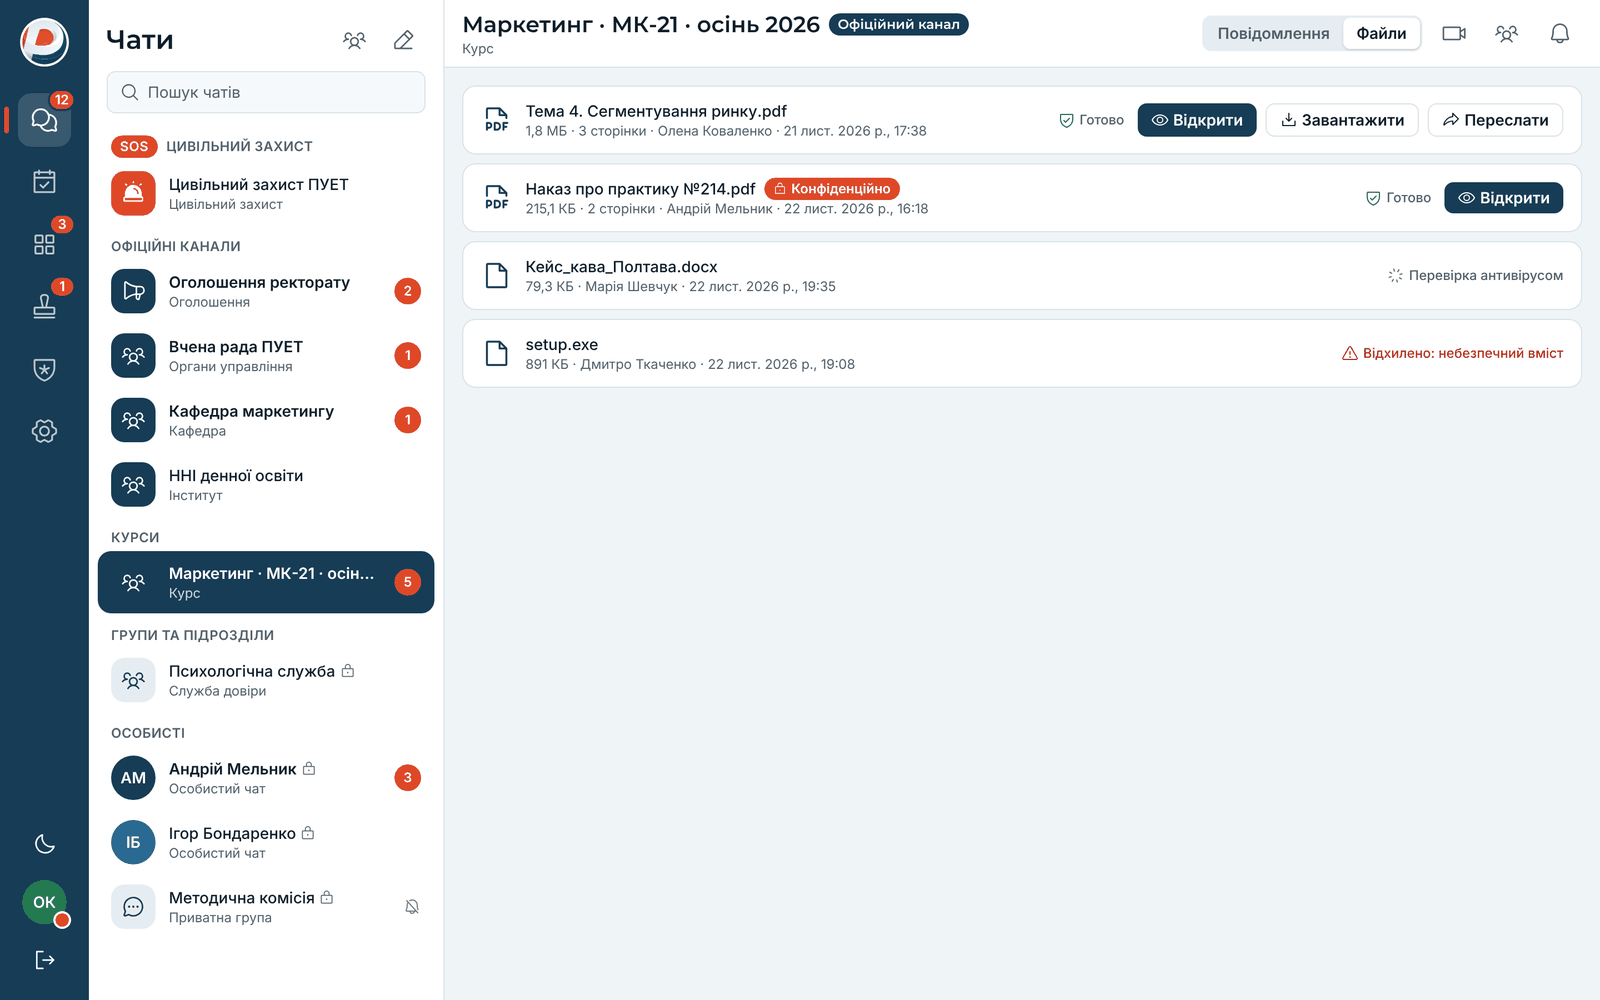 12
3
1
ОК
Чати
Пошук чатів
SOS ЦИВІЛЬНИЙ ЗАХИСТ
Цивільний захист ПУЕТ
Цивільний захист
ОФІЦІЙНІ КАНАЛИ
Оголошення ректорату
Оголошення
2
Вчена рада ПУЕТ
Органи управління
1
Кафедра маркетингу
Кафедра
1
ННІ денної освіти
Інститут
КУРСИ
Маркетинг · МК-21 · осін...
Курс
5
ГРУПИ ТА ПІДРОЗДІЛИ
Психологічна служба
Служба довіри
ОСОБИСТІ
АМ
Андрій Мельник
Особистий чат
3
ІБ
Ігор Бондаренко
Особистий чат
Методична комісія
Приватна група
Маркетинг · МК-21 · осінь 2026 Офіційний канал
Курс
Повідомлення Файли
PDF
Тема 4. Сегментування ринку.pdf
1,8 МБ · 3 сторінки · Олена Коваленко · 21 лист. 2026 р., 17:38
Готово Відкрити Завантажити Переслати
PDF
Наказ про практику №214.pdf Конфіденційно
215,1 КБ · 2 сторінки · Андрій Мельник · 22 лист. 2026 р., 16:18
Готово Відкрити
Кейс_кава_Полтава.docx
79,3 КБ · Марія Шевчук · 22 лист. 2026 р., 19:35
Перевірка антивірусом
setup.exe
891 КБ · Дмитро Ткаченко · 22 лист. 2026 р., 19:08
Відхилено: небезпечний вміст